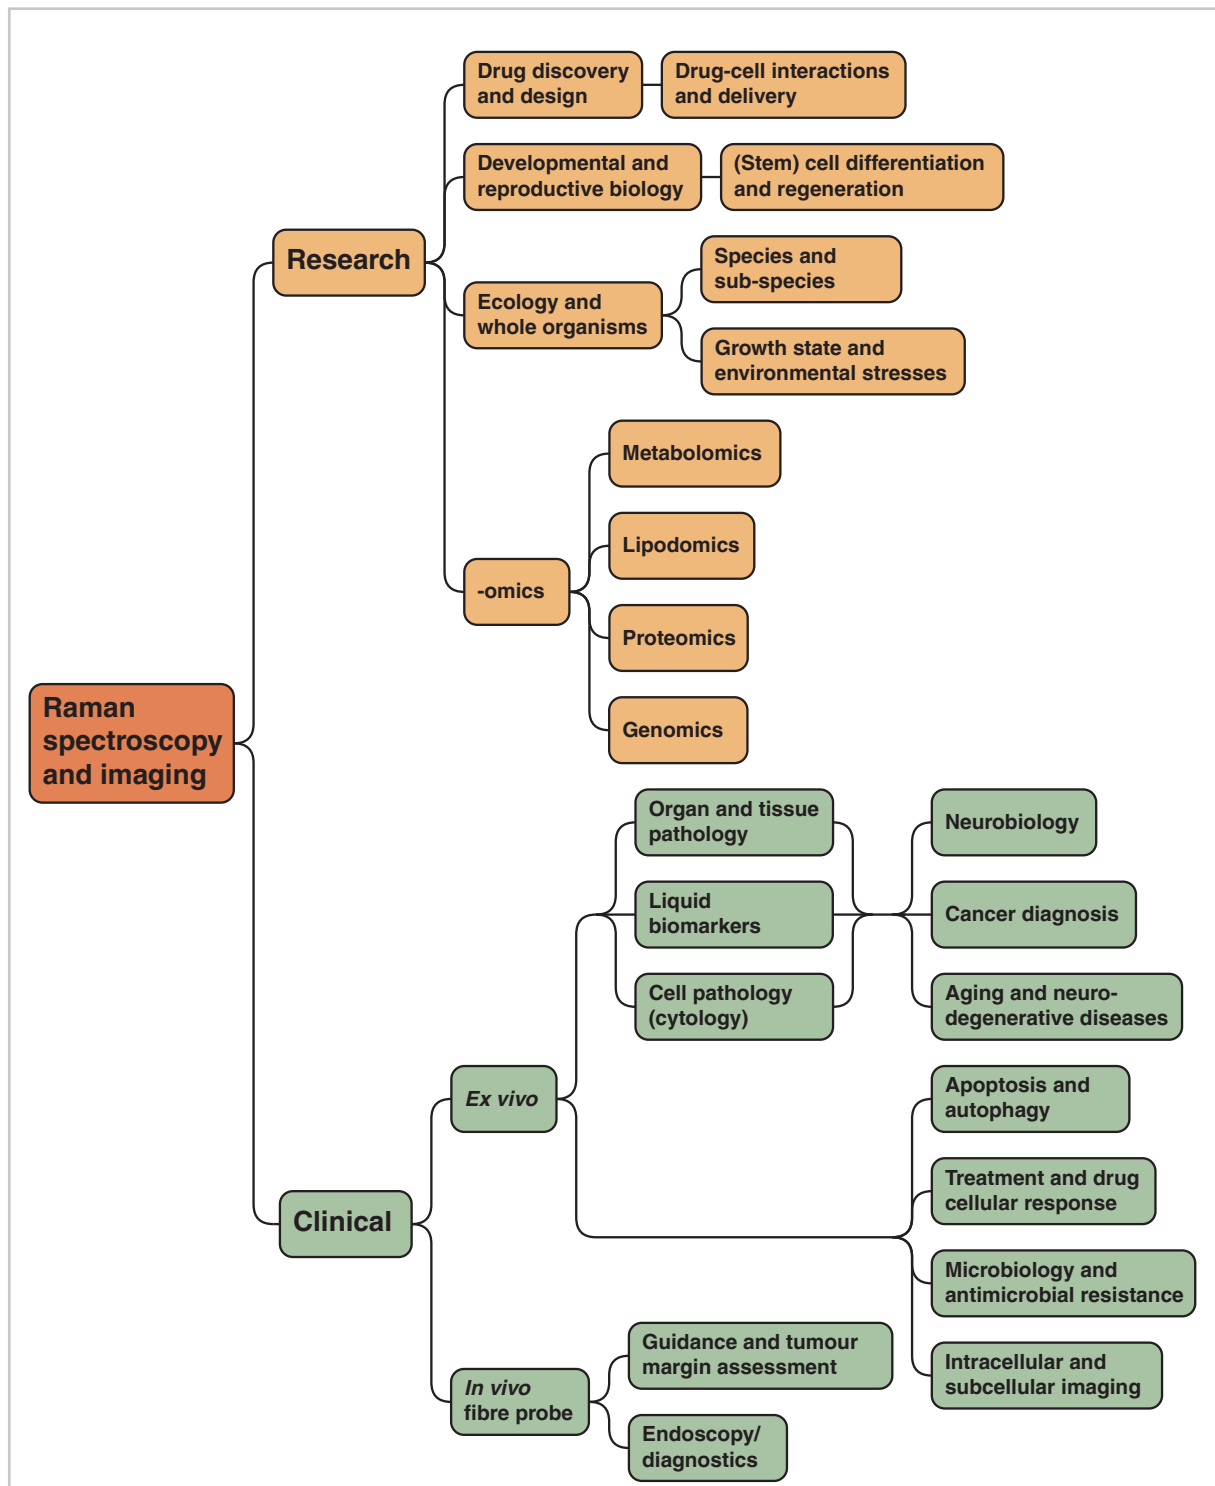 Drug discovery
and design
Drug-cell interactions
and delivery
Developmental and
reproductive biology
(Stem) cell differentiation
and regeneration
Research
Species and
sub-species
Ecology and
whole organisms
Growth state and
environmental stresses
Metabolomics
Lipodomics
-omics
Proteomics
Genomics
Raman
spectroscopy
and imaging
Organ and tissue
pathology
Neurobiology
Liquid
biomarkers
Cancer diagnosis
Cell pathology
(cytology)
Aging and neuro-
degenerative diseases
Ex vivo
Apoptosis and
autophagy
Treatment and drug
cellular response
Clinical
Microbiology and
antimicrobial resistance
Guidance and tumour
margin assessment
Intracellular and
subcellular imaging
In vivo
fibre probe
Endoscopy/
diagnostics